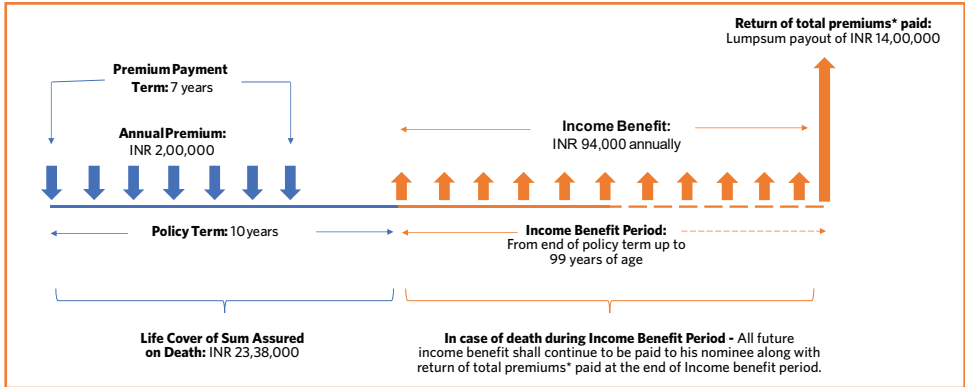 Return of total premiums* paid:
Lumpsum payout of INR 14,00,000
Premium Payment
Term: 7 years
Annual Premium:
INR 2,00,000
Income Benefit:
INR 94,000 annually
Policy Term: 10 years
Income Benefit Period:
From end of policy term up to
99 years of age
Life Cover of Sum Assured
on Death: INR 23,38,000
In case of death during Income Benefit Period - All future
income benefit shall continue to be paid to his nominee along with
return of total premiums* paid at the end of Income benefit period.